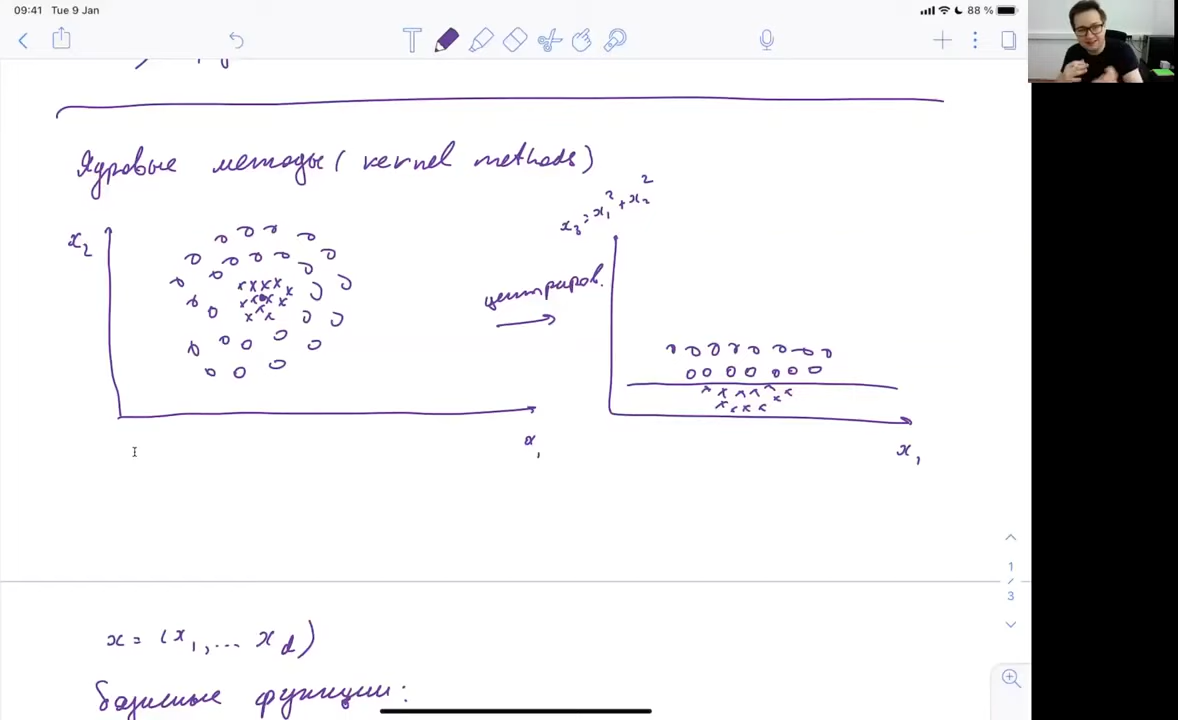 09:41 Tue 9 Jan
88 %
T
Ядровые методы (kernel methods)
x₂
x₁
центриров.
x₃ = x₁² + x₂²
x₁
1
/
3
x = (x₁, ... x_d)
Базисные функции: